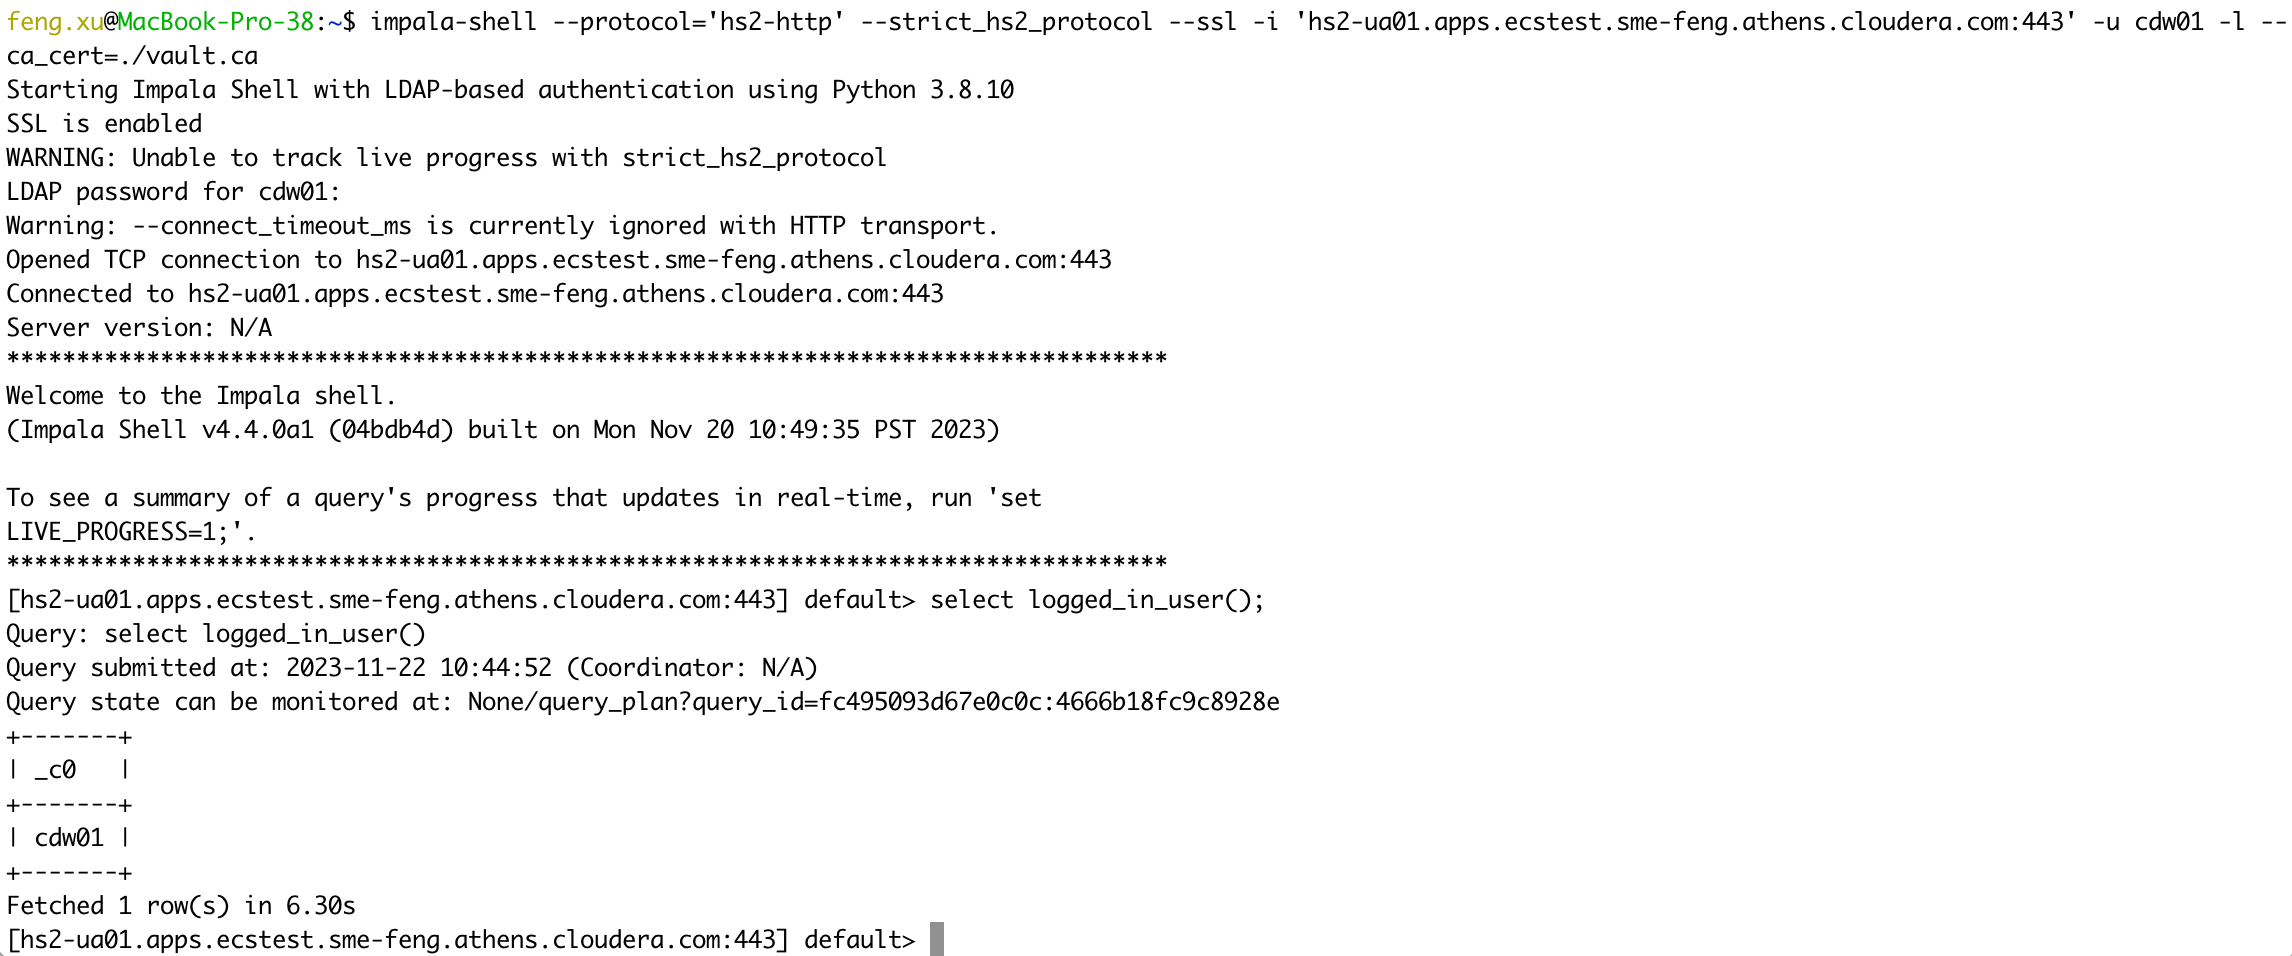 feng.xu@MacBook-Pro-38:~$ impala-shell --protocol='hs2-http' --strict_hs2_protocol --ssl -i 'hs2-ua01.apps.ecstest.sme-feng.athens.cloudera.com:443' -u cdw01 -l --
ca_cert=./vault.ca
Starting Impala Shell with LDAP-based authentication using Python 3.8.10
SSL is enabled
WARNING: Unable to track live progress with strict_hs2_protocol
LDAP password for cdw01:
Warning: --connect_timeout_ms is currently ignored with HTTP transport.
Opened TCP connection to hs2-ua01.apps.ecstest.sme-feng.athens.cloudera.com:443
Connected to hs2-ua01.apps.ecstest.sme-feng.athens.cloudera.com:443
Server version: N/A
***********************************************************************************
Welcome to the Impala shell.
(Impala Shell v4.4.0a1 (04bdb4d) built on Mon Nov 20 10:49:35 PST 2023)

To see a summary of a query's progress that updates in real-time, run 'set
LIVE_PROGRESS=1;'.
***********************************************************************************
[hs2-ua01.apps.ecstest.sme-feng.athens.cloudera.com:443] default> select logged_in_user();
Query: select logged_in_user()
Query submitted at: 2023-11-22 10:44:52 (Coordinator: N/A)
Query state can be monitored at: None/query_plan?query_id=fc495093d67e0c0c:4666b18fc9c8928e
+-------+
| _c0   |
+-------+
| cdw01 |
+-------+
Fetched 1 row(s) in 6.30s
[hs2-ua01.apps.ecstest.sme-feng.athens.cloudera.com:443] default>